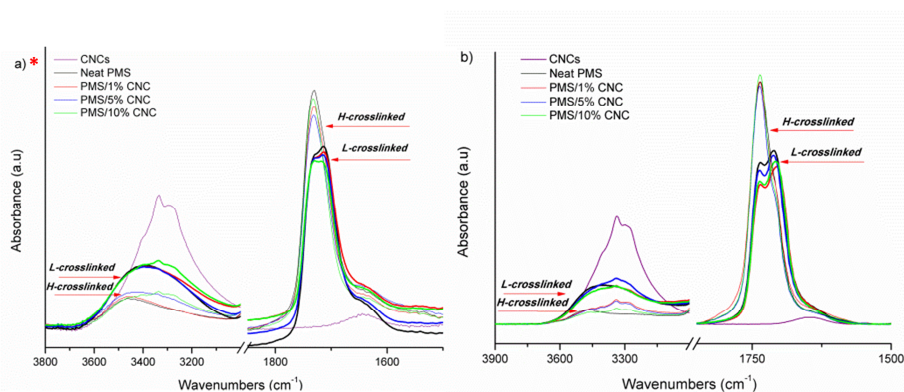 a) *
CNCs
Neat PMS
PMS/1% CNC
PMS/5% CNC
PMS/10% CNC
H-crosslinked
L-crosslinked
L-crosslinked
H-crosslinked
Absorbance (a.u)
3800 3600 3400 3200 1800 1600
Wavenumbers (cm⁻¹)
b)
CNCs
Neat PMS
PMS/1% CNC
PMS/5% CNC
PMS/10% CNC
H-crosslinked
L-crosslinked
L-crosslinked
H-crosslinked
Absorbance (a.u)
3900 3600 3300 1750 1500
Wavenumbers (cm⁻¹)